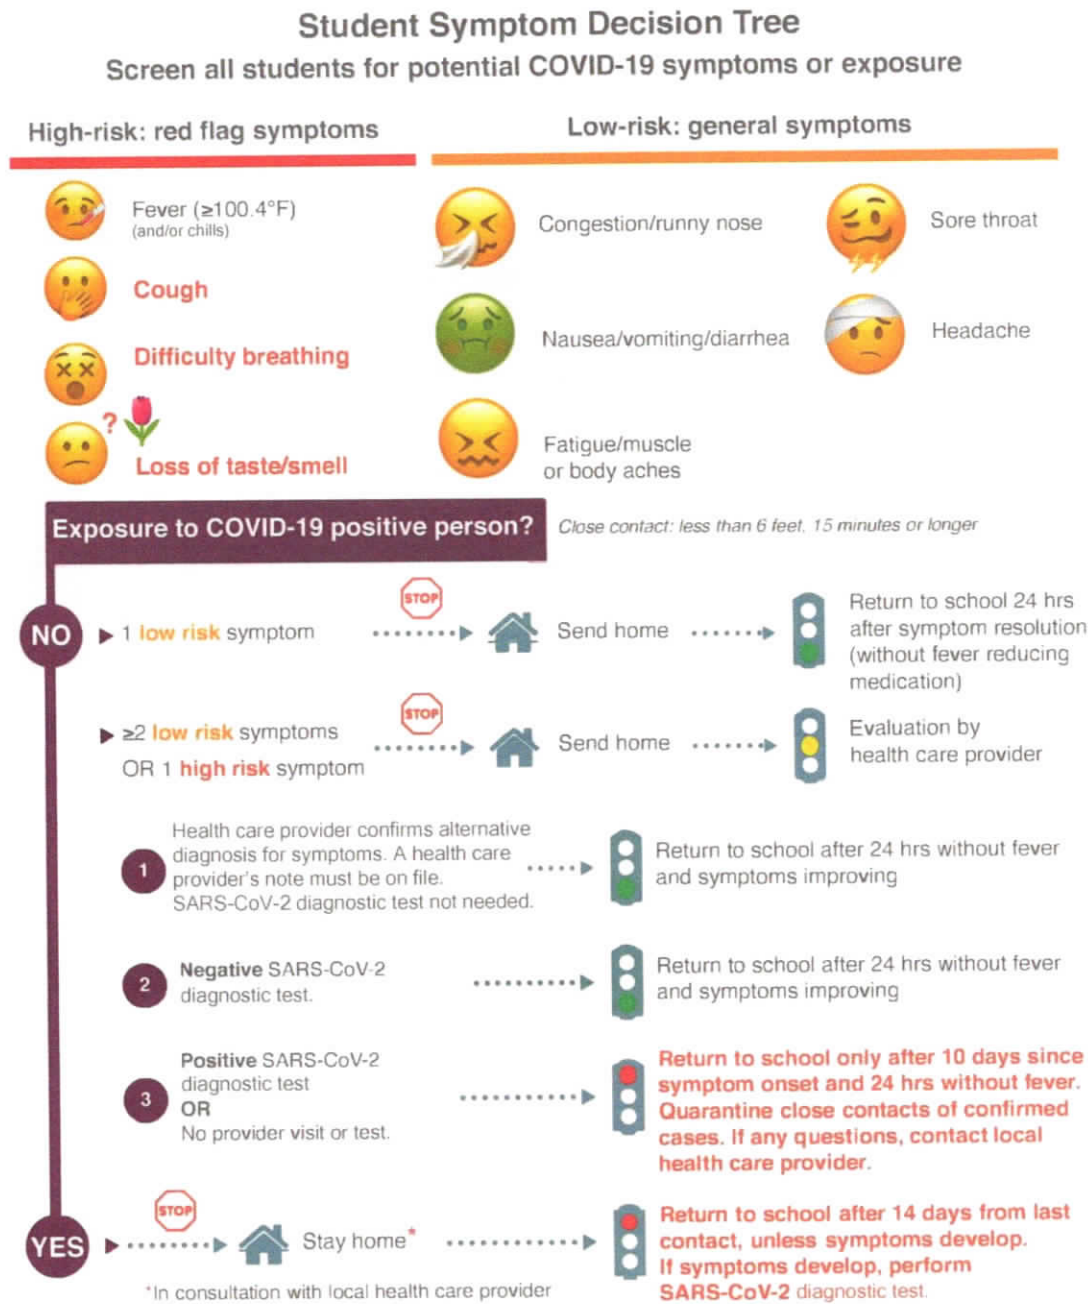 Student Symptom Decision Tree
Screen all students for potential COVID-19 symptoms or exposure
High-risk: red flag symptoms
Low-risk: general symptoms
Fever (≥100.4°F)
(and/or chills)
Cough
Difficulty breathing
?
Loss of taste/smell
Congestion/runny nose
Sore throat
Nausea/vomiting/diarrhea
Headache
Fatigue/muscle
or body aches
Exposure to COVID-19 positive person?
Close contact: less than 6 feet, 15 minutes or longer
NO
1 low risk symptom
STOP
Send home
Return to school 24 hrs
after symptom resolution
(without fever reducing
medication)
≥2 low risk symptoms
OR 1 high risk symptom
STOP
Send home
Evaluation by
health care provider
1
Health care provider confirms alternative
diagnosis for symptoms. A health care
provider's note must be on file.
SARS-CoV-2 diagnostic test not needed.
Return to school after 24 hrs without fever
and symptoms improving
2
Negative SARS-CoV-2
diagnostic test.
Return to school after 24 hrs without fever
and symptoms improving
3
Positive SARS-CoV-2
diagnostic test
OR
No provider visit or test.
Return to school only after 10 days since
symptom onset and 24 hrs without fever.
Quarantine close contacts of confirmed
cases. If any questions, contact local
health care provider.
YES
STOP
Stay home*
Return to school after 14 days from last
contact, unless symptoms develop.
If symptoms develop, perform
SARS-CoV-2 diagnostic test.
*In consultation with local health care provider